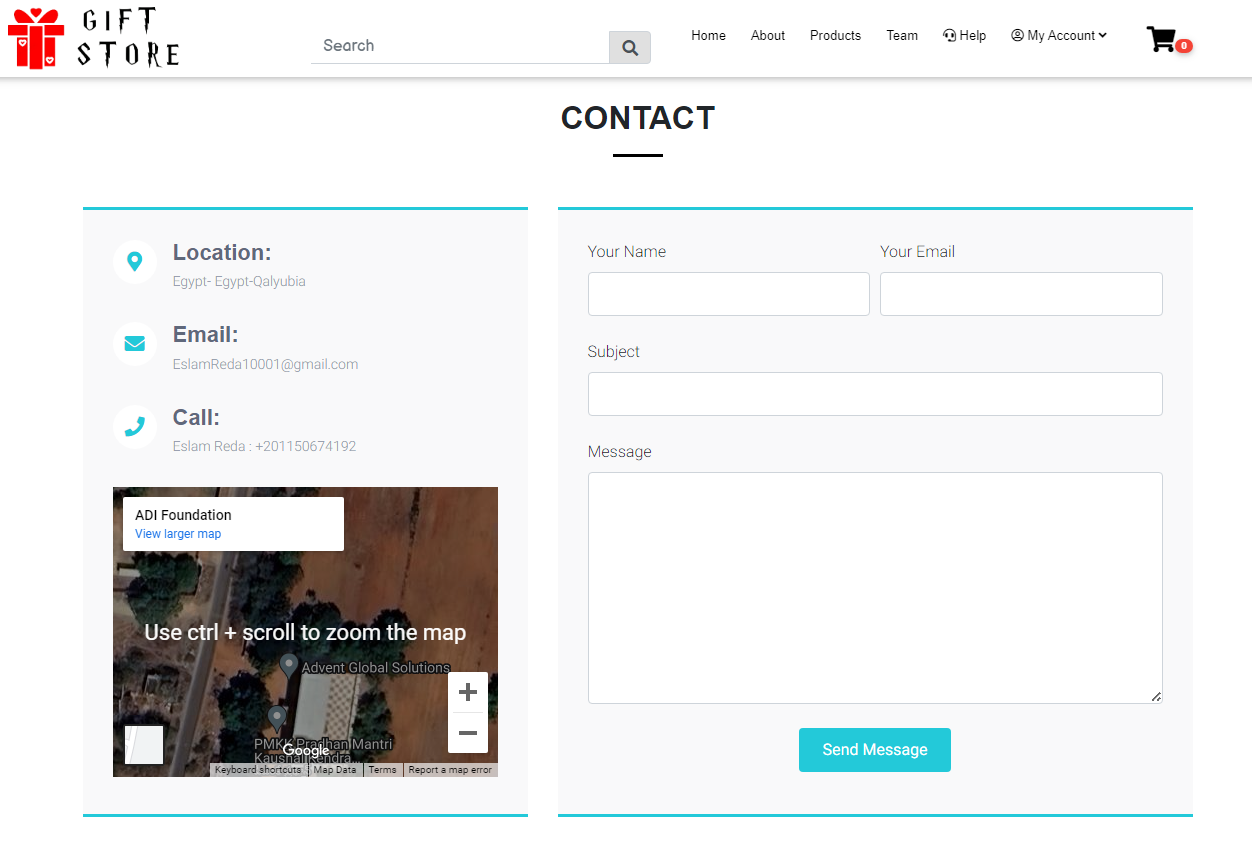 GIFT
STORE
Search
Home About Products Team Help My Account
0
CONTACT
Location:
Egypt- Egypt-Qalyubia
Email:
EslamReda10001@gmail.com
Call:
Eslam Reda : +201150674192
ADI Foundation
View larger map
Use ctrl + scroll to zoom the map
Advent Global Solutions
PMKK Pradhan Mantri
Kaushal Kendra...
Google
Keyboard shortcuts Map Data Terms Report a map error
Your Name Your Email
Subject
Message
Send Message